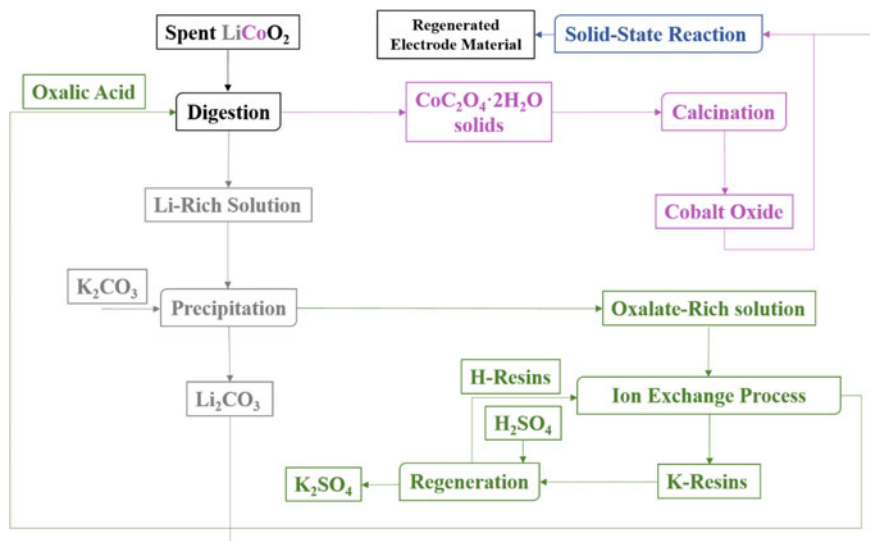 Spent LiCoO₂
Regenerated
Electrode Material
Solid-State Reaction
Oxalic Acid
Digestion
CoC₂O₄·2H₂O
solids
Calcination
Li-Rich Solution
Cobalt Oxide
K₂CO₃
Precipitation
Oxalate-Rich solution
H-Resins
Ion Exchange Process
Li₂CO₃
H₂SO₄
K₂SO₄
Regeneration
K-Resins